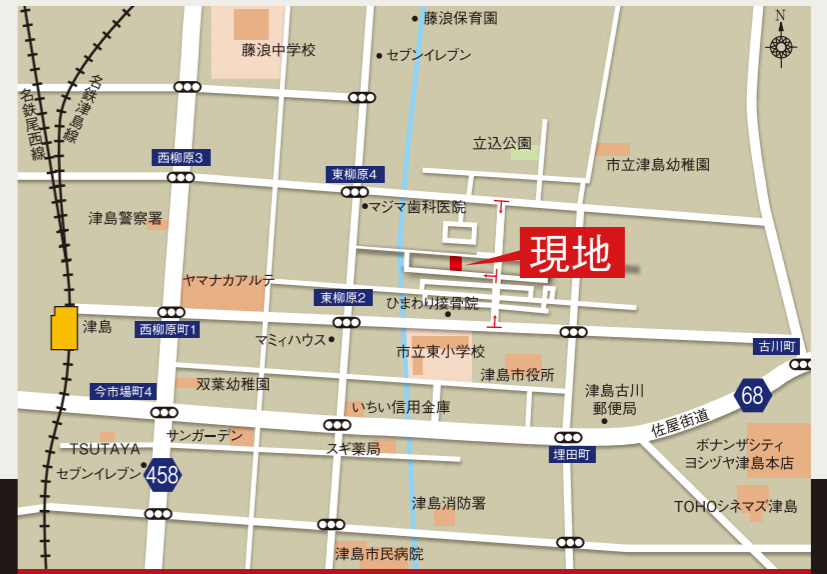 藤浪保育園
N
藤浪中学校
セブンイレブン
名鉄尾西線
名鉄津島線
立込公園
西柳原3
市立津島幼稚園
東柳原4
マジマ歯科医院
津島警察署
現地
ヤマナカアルテ
東柳原2
ひまわり接骨院
津島
西柳原町1
マミィハウス
市立東小学校
古川町
津島市役所
双葉幼稚園
今市場町4
津島古川
郵便局
68
いちい信用金庫
佐屋街道
サンガーデン
ボナンザシティ
ヨシヅヤ津島本店
TSUTAYA
スギ薬局
埋田町
セブンイレブン
458
津島消防署
TOHOシネマズ津島
津島市民病院